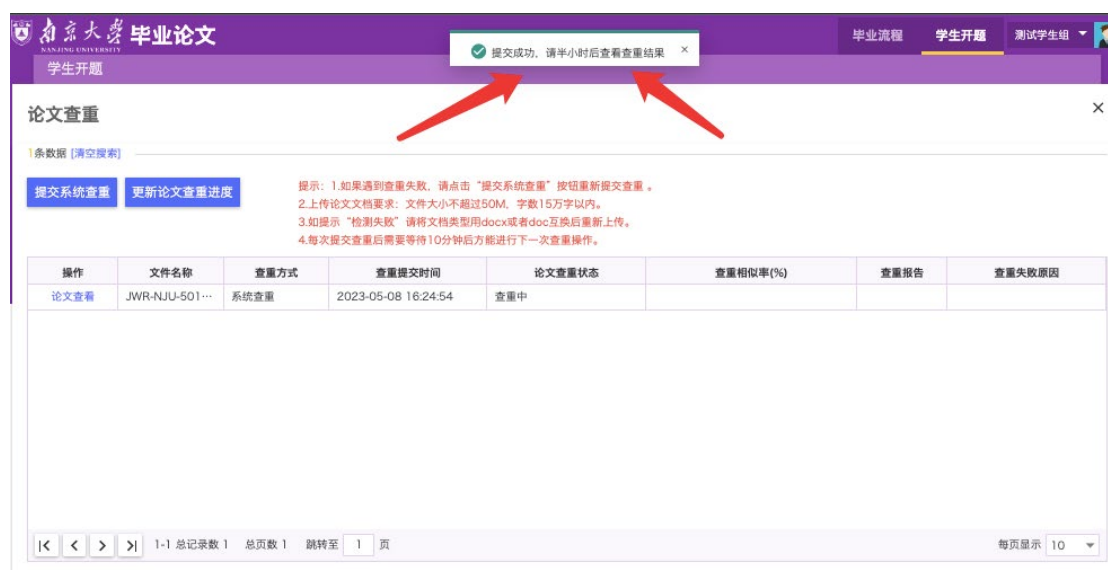 南京大学 毕业论文
NANJING UNIVERSITY
毕业流程 学生开题 测试学生组
提交成功，请半小时后查看查重结果 ×
学生开题
论文查重 ×
1条数据 [清空搜索]
提交系统查重 更新论文查重进度
提示：1.如果遇到查重失败，请点击“提交系统查重”按钮重新提交查重 。
2.上传论文文档要求：文件大小不超过50M，字数15万字以内。
3.如提示“检测失败”请将文档类型用docx或者doc互换后重新上传。
4.每次提交查重后需要等待10分钟后方能进行下一次查重操作。
操作 文件名称 查重方式 查重提交时间 论文查重状态 查重相似率(%) 查重报告 查重失败原因
论文查看 JWR-NJU-501… 系统查重 2023-05-08 16:24:54 查重中
1-1 总记录数 1 总页数 1 跳转至 1 页 每页显示 10